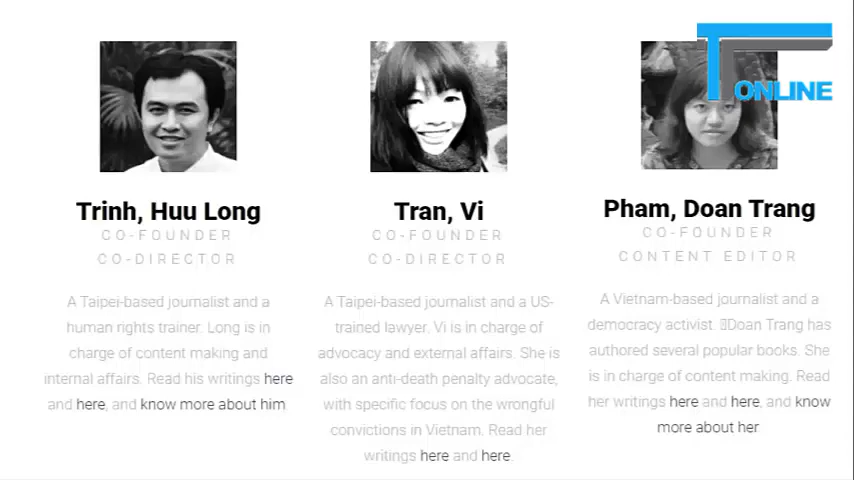 T ONLINE
Trinh, Huu Long
CO-FOUNDER
CO-DIRECTOR
A Taipei-based journalist and a
human rights trainer. Long is in
charge of content making and
internal affairs. Read his writings here
and here, and know more about him
Tran, Vi
CO-FOUNDER
CO-DIRECTOR
A Taipei-based journalist and a US-
trained lawyer. Vi is in charge of
advocacy and external affairs. She is
also an anti-death penalty advocate,
with specific focus on the wrongful
convictions in Vietnam. Read her
writings here and here.
Pham, Doan Trang
CO-FOUNDER
CONTENT EDITOR
A Vietnam-based journalist and a
democracy activist. Doan Trang has
authored several popular books. She
is in charge of content making. Read
her writings here and here, and know
more about her